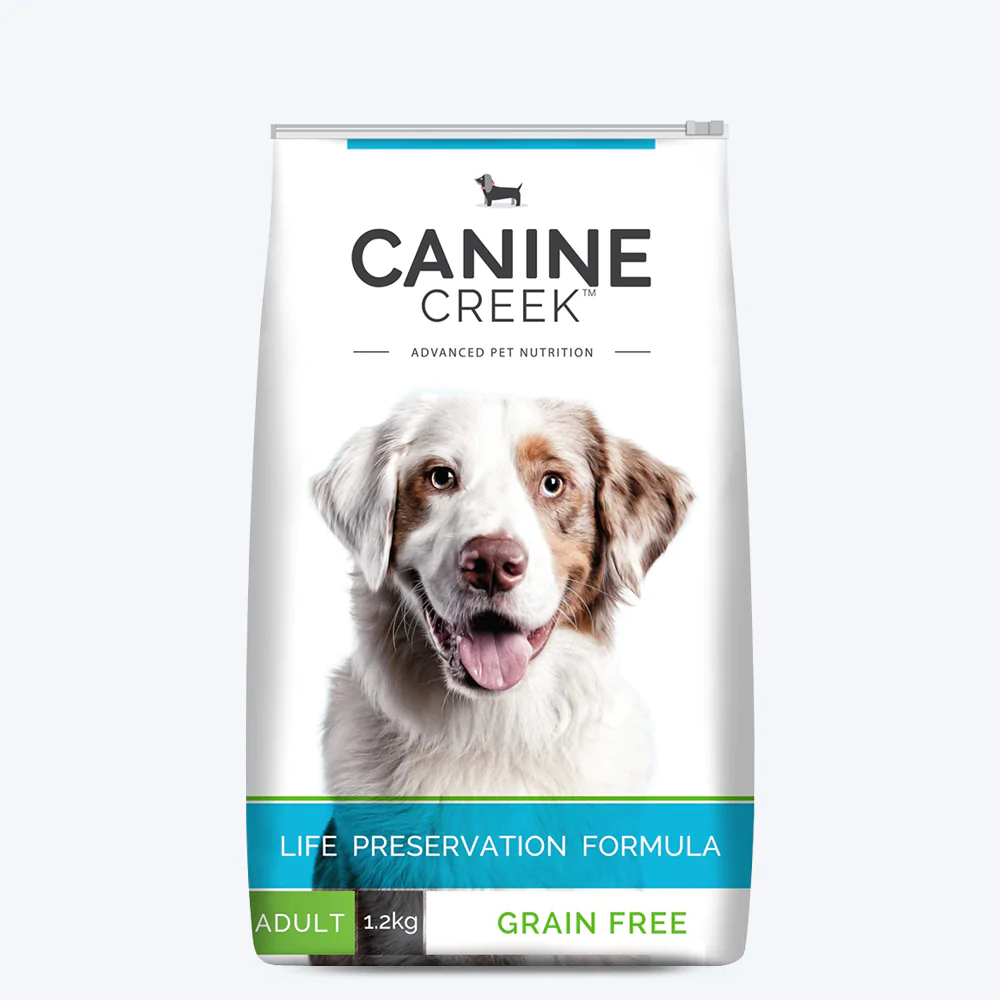 CANINE
CREEK™
ADVANCED PET NUTRITION
LIFE PRESERVATION FORMULA
ADULT 1.2kg GRAIN FREE